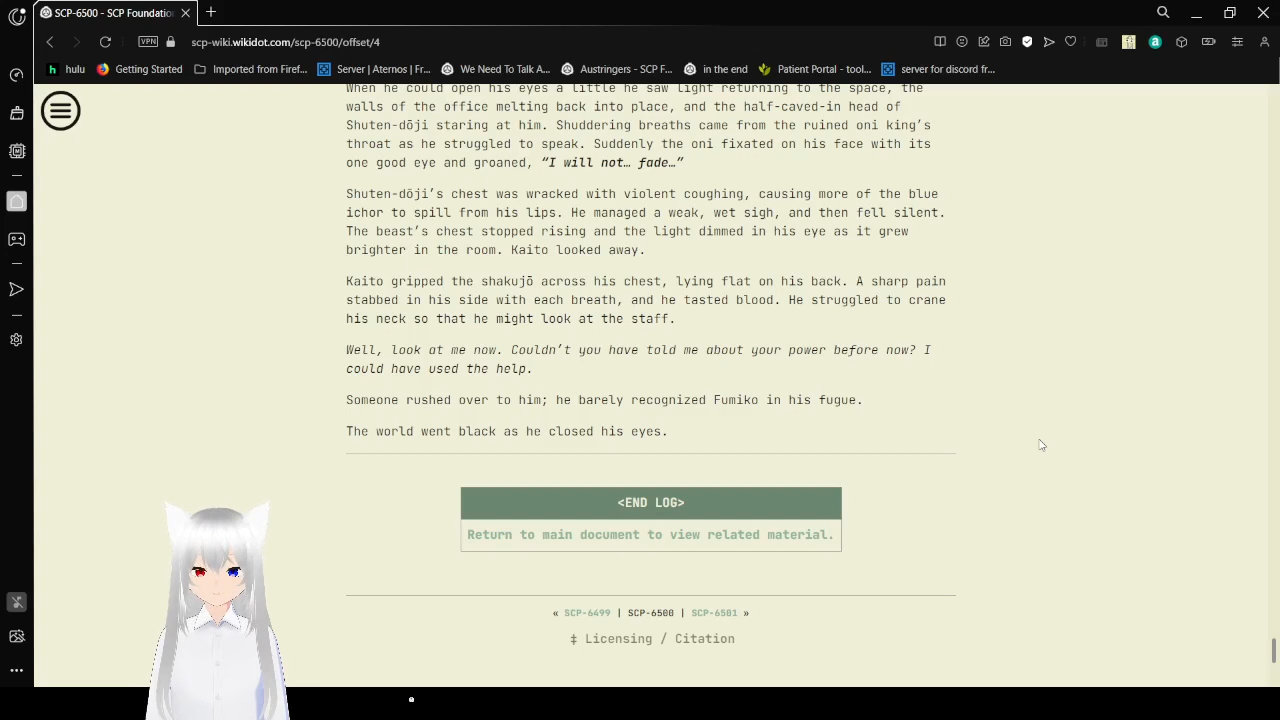 SCP-6500 - SCP Foundatio
VPN
scp-wiki.wikidot.com/scp-6500/offset/4
hulu
Getting Started
Imported from Firef...
Server | Aternos | Fr...
We Need To Talk A...
Austringers - SCP F...
in the end
Patient Portal - tool...
server for discord fr...
When he could open his eyes a little he saw light returning to the space, the
walls of the office melting back into place, and the half-caved-in head of
Shuten-dōji staring at him. Shuddering breaths came from the ruined oni king’s
throat as he struggled to speak. Suddenly the oni fixated on his face with its
one good eye and groaned, “I will not… fade…”
Shuten-dōji’s chest was wracked with violent coughing, causing more of the blue
ichor to spill from his lips. He managed a weak, wet sigh, and then fell silent.
The beast’s chest stopped rising and the light dimmed in his eye as it grew
brighter in the room. Kaito looked away.
Kaito gripped the shakujō across his chest, lying flat on his back. A sharp pain
stabbed in his side with each breath, and he tasted blood. He struggled to crane
his neck so that he might look at the staff.
Well, look at me now. Couldn’t you have told me about your power before now? I
could have used the help.
Someone rushed over to him; he barely recognized Fumiko in his fugue.
The world went black as he closed his eyes.
<END LOG>
Return to main document to view related material.
« SCP-6499 | SCP-6500 | SCP-6501 »
‡ Licensing / Citation